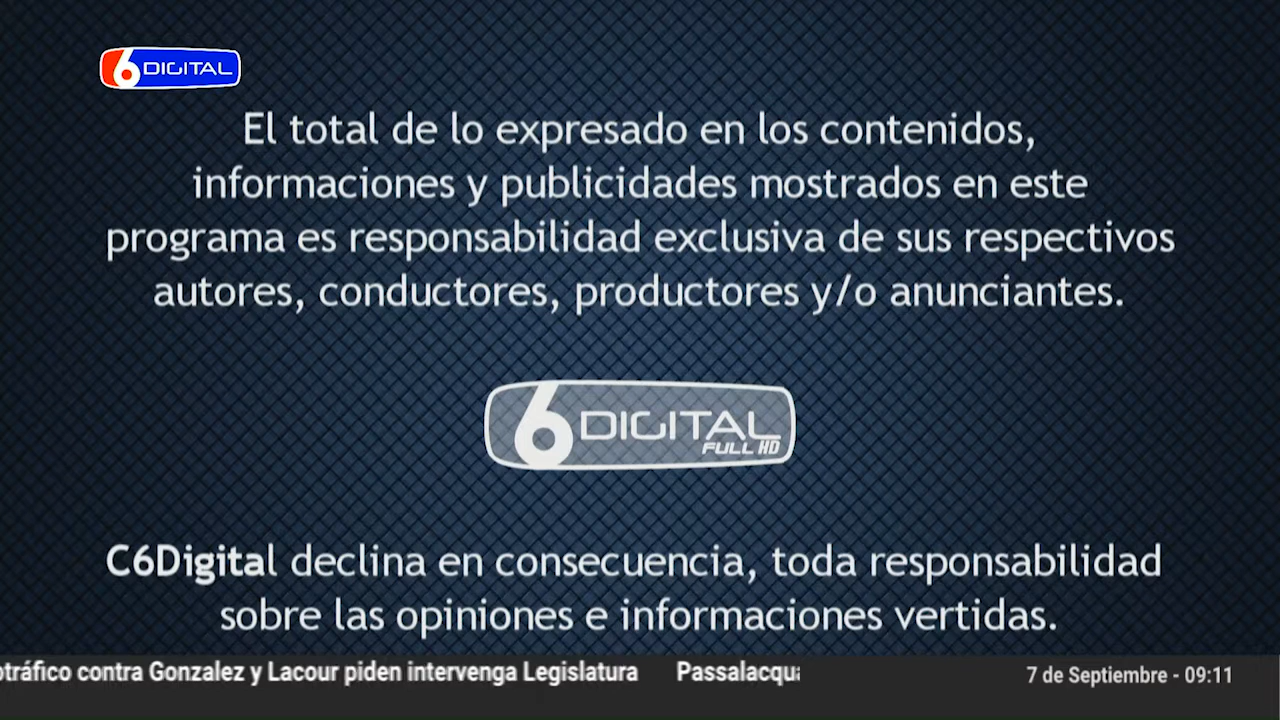 6 DIGITAL
El total de lo expresado en los contenidos,
informaciones y publicidades mostrados en este
programa es responsabilidad exclusiva de sus respectivos
autores, conductores, productores y/o anunciantes.
6 DIGITAL
FULL HD
C6Digital declina en consecuencia, toda responsabilidad
sobre las opiniones e informaciones vertidas.
otráfico contra Gonzalez y Lacour piden intervenga Legislatura Passalacqua
7 de Septiembre - 09:11